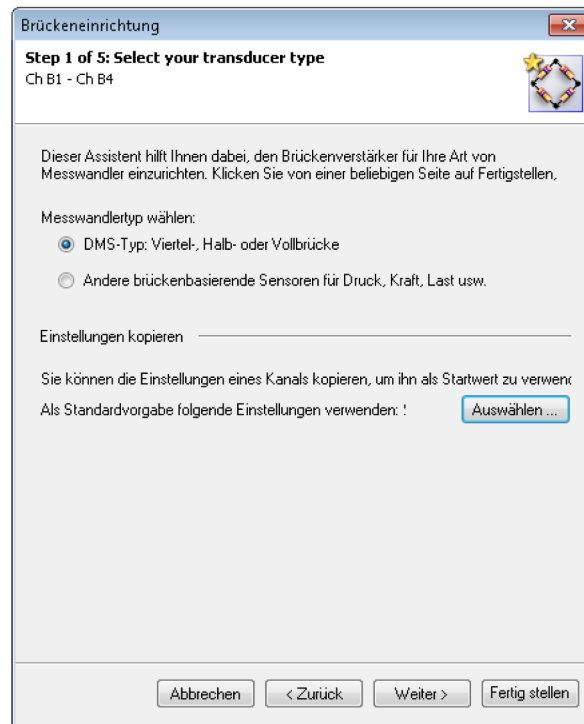 Brückeneinrichtung
Step 1 of 5: Select your transducer type
Ch B1 - Ch B4
Dieser Assistent hilft Ihnen dabei, den Brückenverstärker für Ihre Art von
Messwandler einzurichten. Klicken Sie von einer beliebigen Seite auf Fertigstellen,
Messwandlertyp wählen:
DMS-Typ: Viertel-, Halb- oder Vollbrücke
Andere brückenbasierende Sensoren für Druck, Kraft, Last usw.
Einstellungen kopieren
Sie können die Einstellungen eines Kanals kopieren, um ihn als Startwert zu
Als Standardvorgabe folgende Einstellungen verwenden:
Auswählen ...
Abbrechen
< Zurück
Weiter >
Fertig stellen